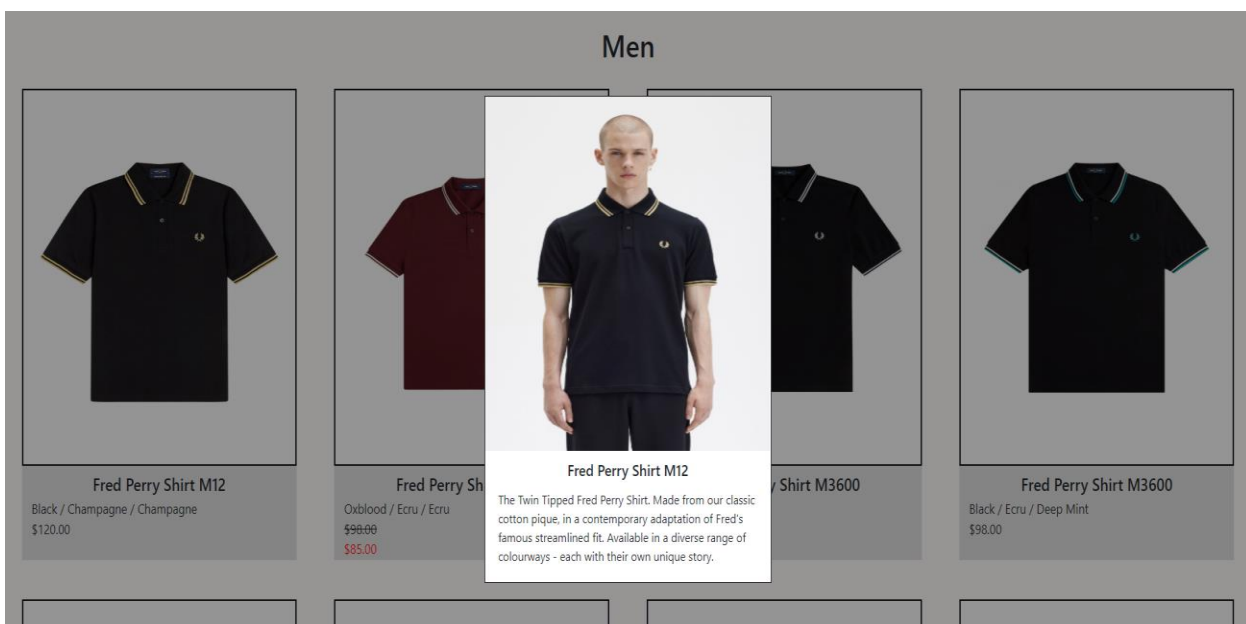 Men
Fred Perry Shirt M12
Black / Champagne / Champagne
$120.00
Fred Perry Sh
Oxblood / Ecru / Ecru
$98.00
$85.00
Fred Perry Shirt M12
The Twin Tipped Fred Perry Shirt. Made from our classic
cotton pique, in a contemporary adaptation of Fred's
famous streamlined fit. Available in a diverse range of
colourways - each with their own unique story.
y Shirt M3600
Fred Perry Shirt M3600
Black / Ecru / Deep Mint
$98.00